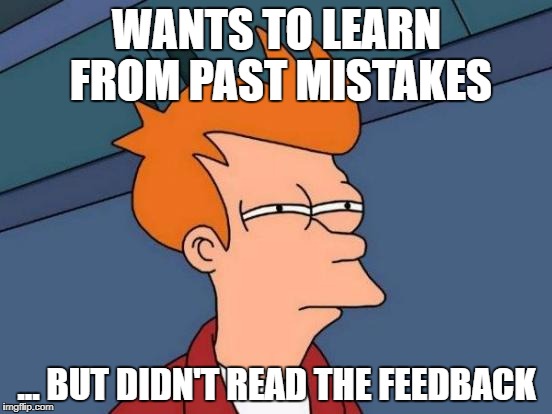 WANTS TO LEARN
FROM PAST MISTAKES
... BUT DIDN'T READ THE FEEDBACK
imgflip.com